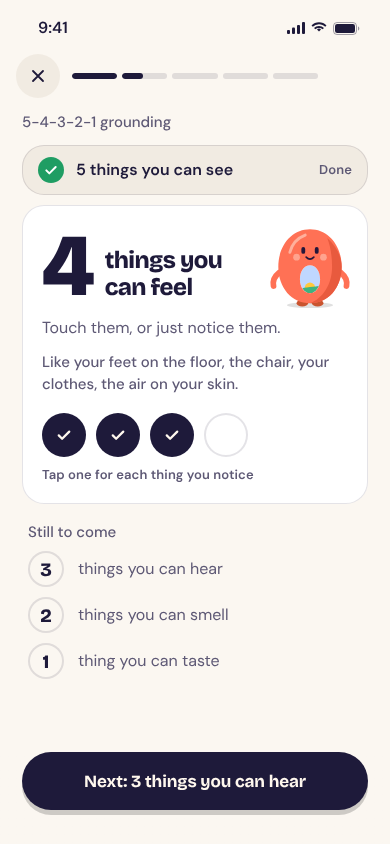 9:41
5-4-3-2-1 grounding
5 things you can see
Done
4 things you
can feel
Touch them, or just notice them.
Like your feet on the floor, the chair, your
clothes, the air on your skin.
Tap one for each thing you notice
Still to come
3 things you can hear
2 things you can smell
1 thing you can taste
Next: 3 things you can hear